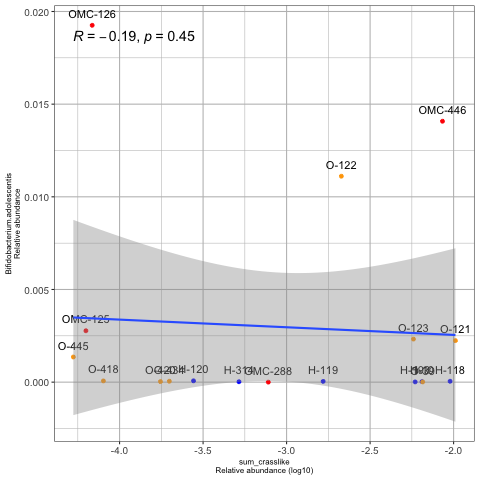 0.020
OMC-126
R = −0.19, p = 0.45
0.015
OMC-446
O-122
0.010
Bifidobacterium.adolescentis
Relative abundance
0.005
OMC-125
O-123
O-121
O-445
O-418
H-120
H-314
OMC-288
H-119
H-118
0.000
-4.0
-3.5
-3.0
-2.5
-2.0
sum_crasslike
Relative abundance (log10)